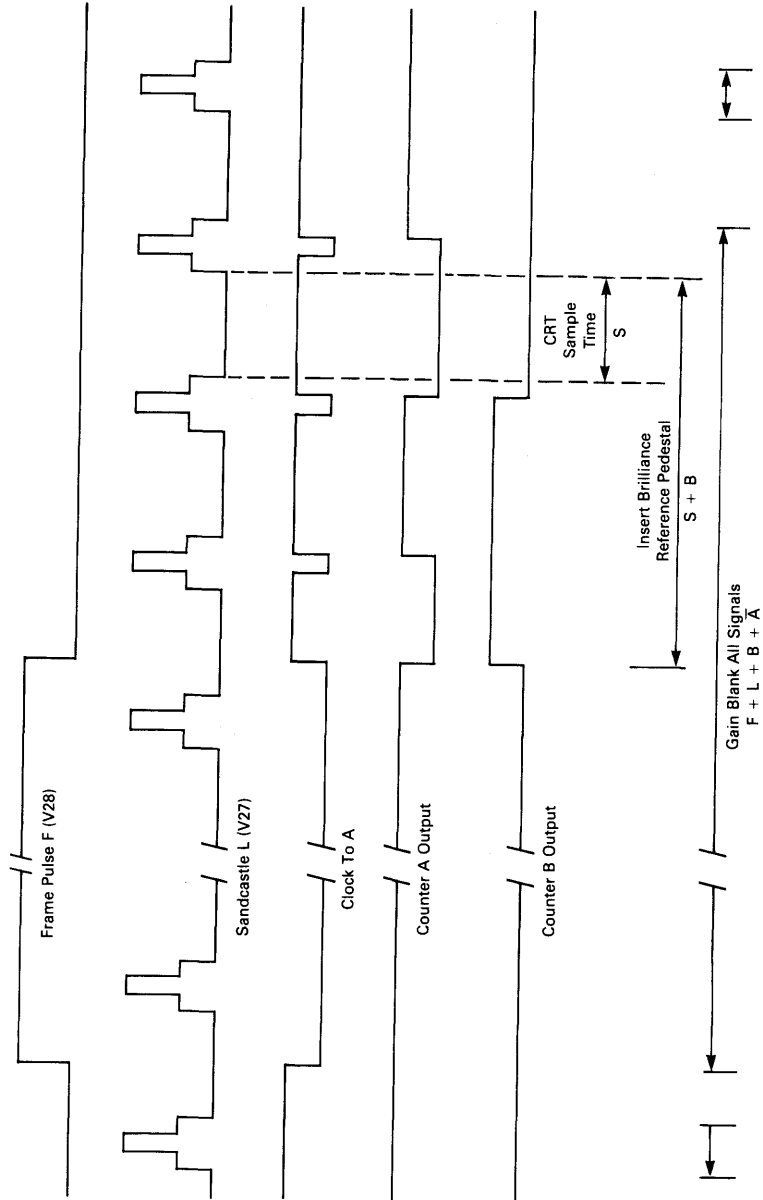 Frame Pulse F (V28)
Sandcastle L (V27)
Clock To A
Counter A Output
Counter B Output
CRT
Sample
Time
S
Insert Brilliance
Reference Pedestal
S + B
Gain Blank All Signals
F + L + B + A̅